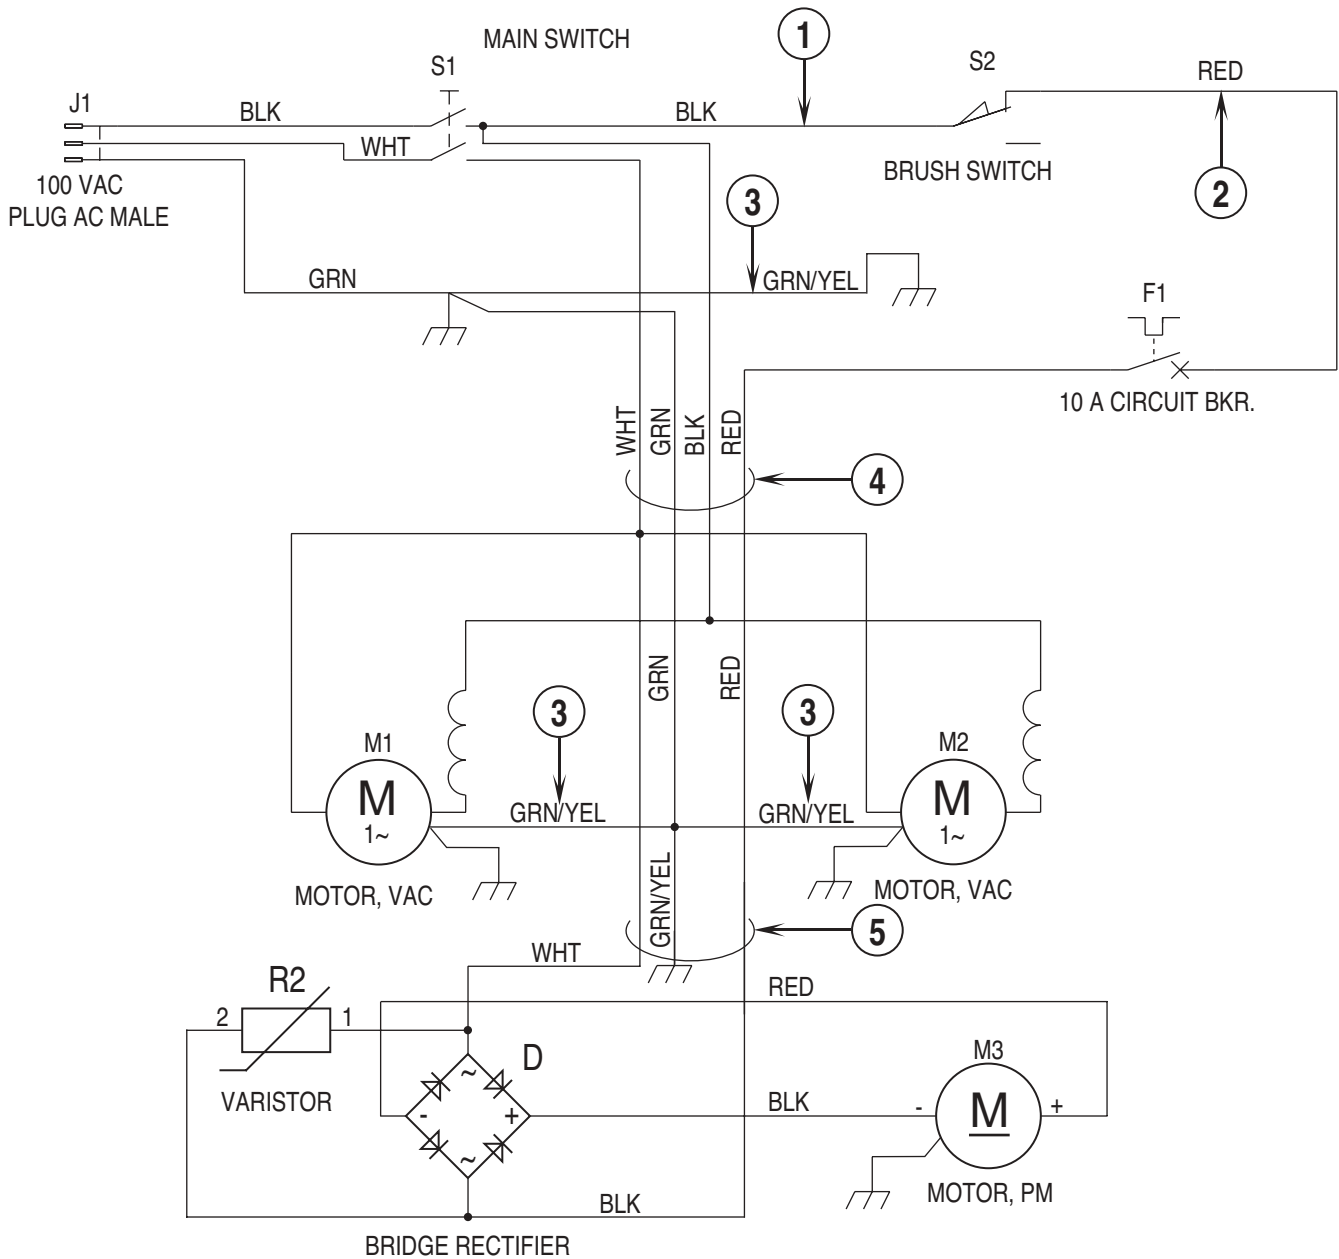 MAIN SWITCH
1
S1
S2
RED
J1
BLK
BLK
WHT
BRUSH SWITCH
100 VAC
PLUG AC MALE
3
2
GRN
GRN/YEL
F1
10 A CIRCUIT BKR.
WHT
GRN
BLK
RED
4
GRN
RED
3
3
M1
M2
M
1~
M
1~
GRN/YEL
GRN/YEL
MOTOR, VAC
MOTOR, VAC
GRN/YEL
5
WHT
R2
RED
2
1
D
M3
~
VARISTOR
-
+
BLK
-
M
+
~
MOTOR, PM
BLK
BRIDGE RECTIFIER